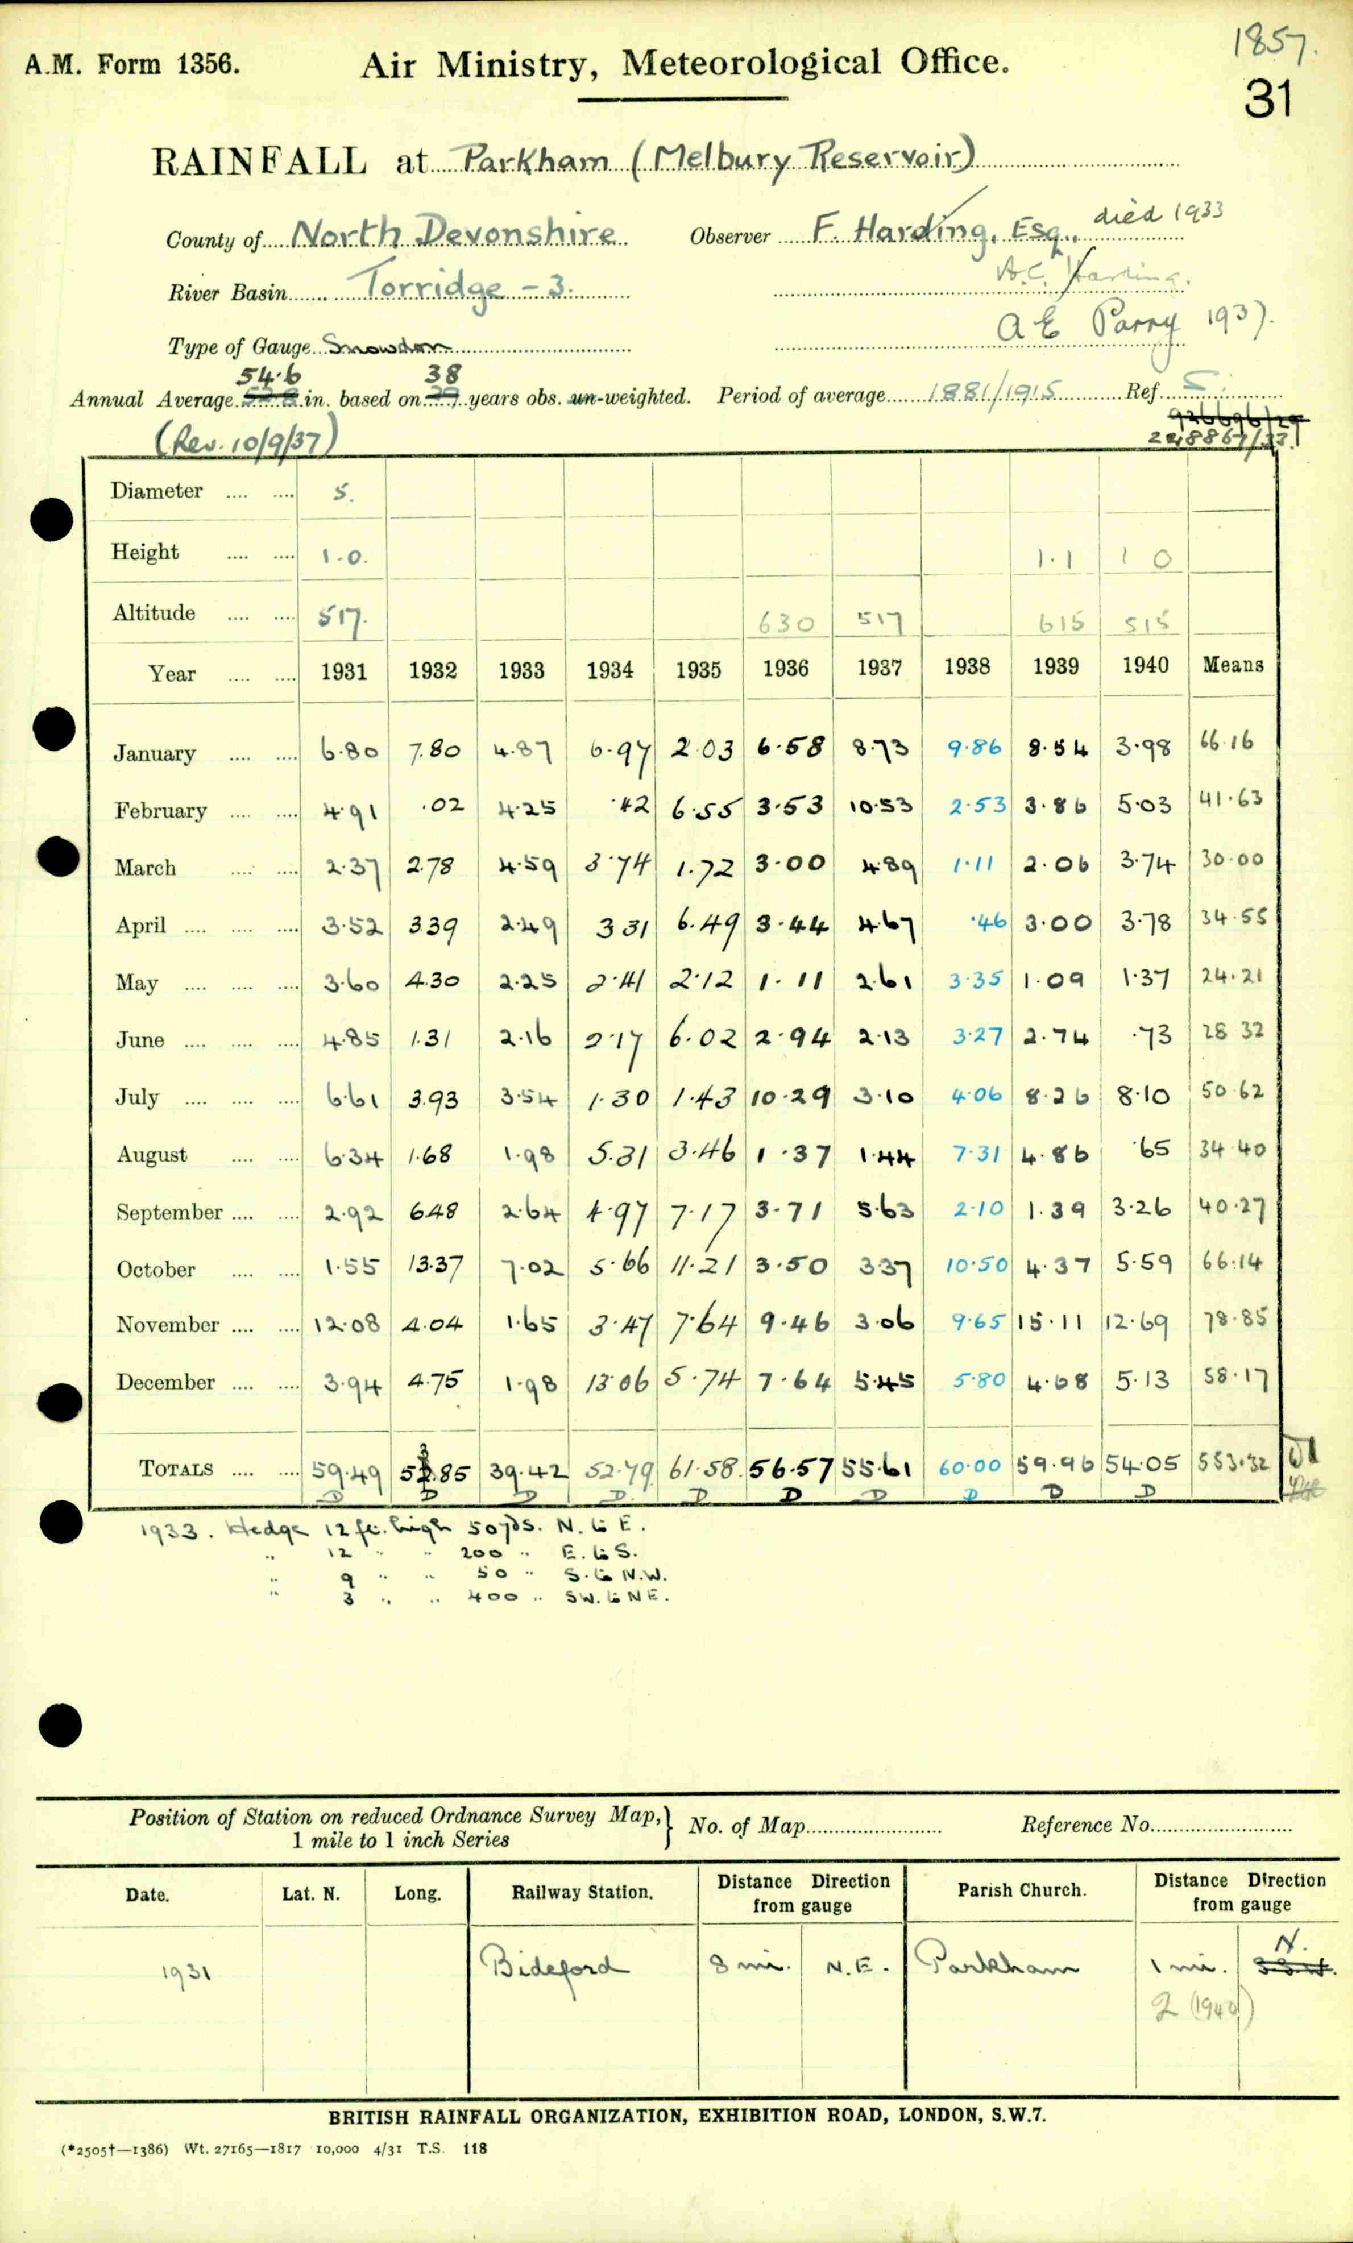 1857.
A.M. Form 1356. Air Ministry, Meteorological Office.
31
RAINFALL at Parkham (Melbury Reservoir)
County of North Devonshire Observer F. Harding, Esq., died 1933
River Basin Torridge - 3. A.C. Harding.
Type of Gauge Snowdon A E Parry 1937.
54.6 38
Annual Average in. based on years obs. un-weighted. Period of average 1881/1915 Ref. S.
(Rev. 10/9/37) 926696/29
228867/33
Diameter .... .... 5.
Height .... .... 1.0. 1.1 1 0
Altitude .... .... 517. 630 517 615 515
Year .... .... 1931 1932 1933 1934 1935 1936 1937 1938 1939 1940 Means
January .... .... 6.80 7.80 4.87 6.97 2.03 6.58 8.73 9.86 8.54 3.98 66.16
February .... .... 4.91 .02 4.25 .42 6.55 3.53 10.53 2.53 3.86 5.03 41.63
March .... .... 2.37 2.78 4.59 3.74 1.72 3.00 4.89 1.11 2.06 3.74 30.00
April .... .... .... 3.52 3.39 2.49 3.31 6.49 3.44 4.67 .46 3.00 3.78 34.55
May .... .... .... 3.60 4.30 2.25 2.41 2.12 1.11 2.61 3.35 1.09 1.37 24.21
June .... .... .... 4.85 1.31 2.16 2.17 6.02 2.94 2.13 3.27 2.74 .73 28 32
July .... .... .... 6.61 3.93 3.54 1.30 1.43 10.29 3.10 4.06 8.26 8.10 50.62
August .... .... 6.34 1.68 1.98 5.31 3.46 1.37 1.44 7.31 4.86 .65 34.40
September .... .... 2.92 6.48 2.64 4.97 7.17 3.71 5.63 2.10 1.39 3.26 40.27
October .... .... 1.55 13.37 7.02 5.66 11.21 3.50 3.37 10.50 4.37 5.59 66.14
November .... .... 12.08 4.04 1.65 3.47 7.64 9.46 3.06 9.65 15.11 12.69 78.85
December .... .... 3.94 4.75 1.98 13.06 5.74 7.64 5.45 5.80 4.68 5.13 58.17
TOTALS .... .... 59.49 53.85 39.42 52.79 61.58 56.57 55.61 60.00 59.96 54.05 553.32
D D D D D D D D D D
1933. Hedge 12 ft. high 50 yds. N. to E.
" 12 " " 200 " E. to S.
" 9 " " 50 " S. to N.W.
" 3 " " 400 " SW. to NE.
Position of Station on reduced Ordnance Survey Map, 1 mile to 1 inch Series } No. of Map Reference No.
Date. Lat. N. Long. Railway Station. Distance Direction from gauge Parish Church. Distance Direction from gauge
1931 Bideford 8 mi. N.E. Parkham 1 mi. N.
2 (1940)
BRITISH RAINFALL ORGANIZATION, EXHIBITION ROAD, LONDON, S.W.7.
(*2505†—1386) Wt. 27165—1817 10,000 4/31 T.S. 118